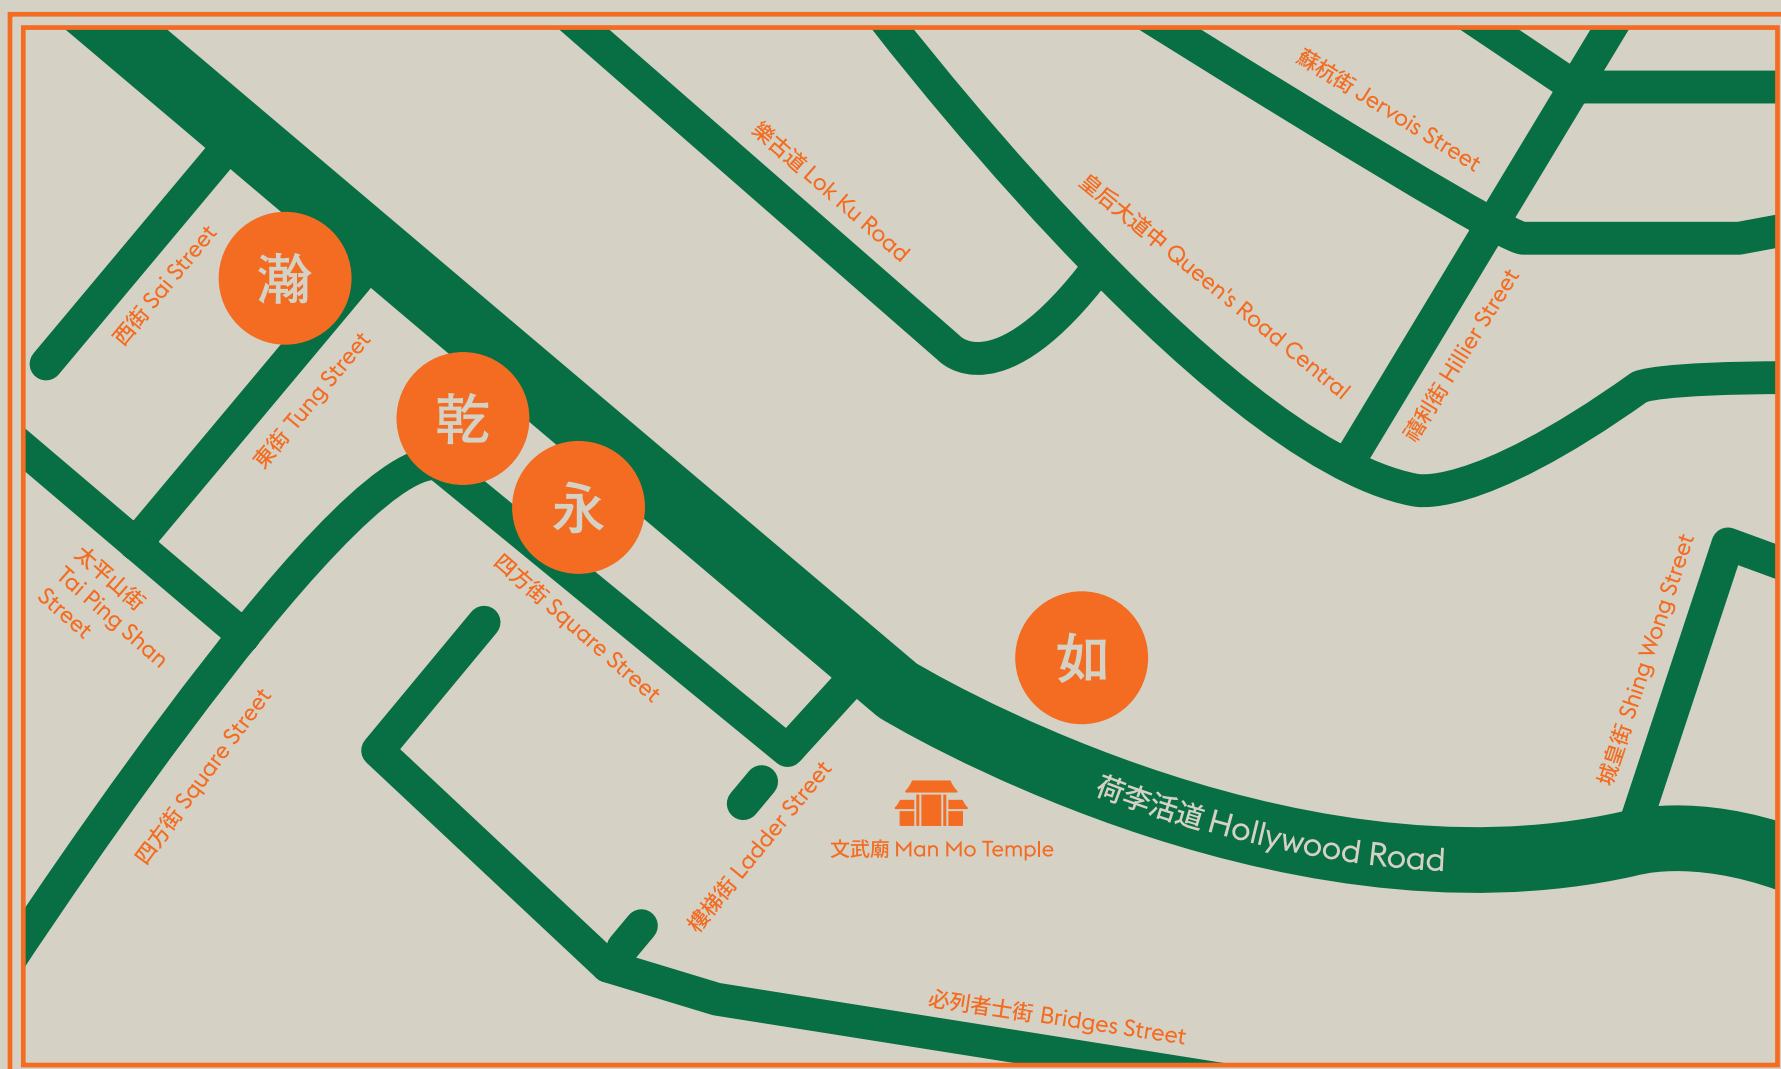 蘇杭街 Jervois Street
樂古道 Lok Ku Road
皇后大道中 Queen's Road Central
西街 Sai Street
瀚
禧利街 Hillier Street
東街 Tung Street
乾
永
四方街 Square Street
太平山街
Tai Ping Shan
Street
城皇街 Shing Wong Street
如
四方街 Square Street
樓梯街 Ladder Street
文武廟 Man Mo Temple
荷李活道 Hollywood Road
必列者士街 Bridges Street